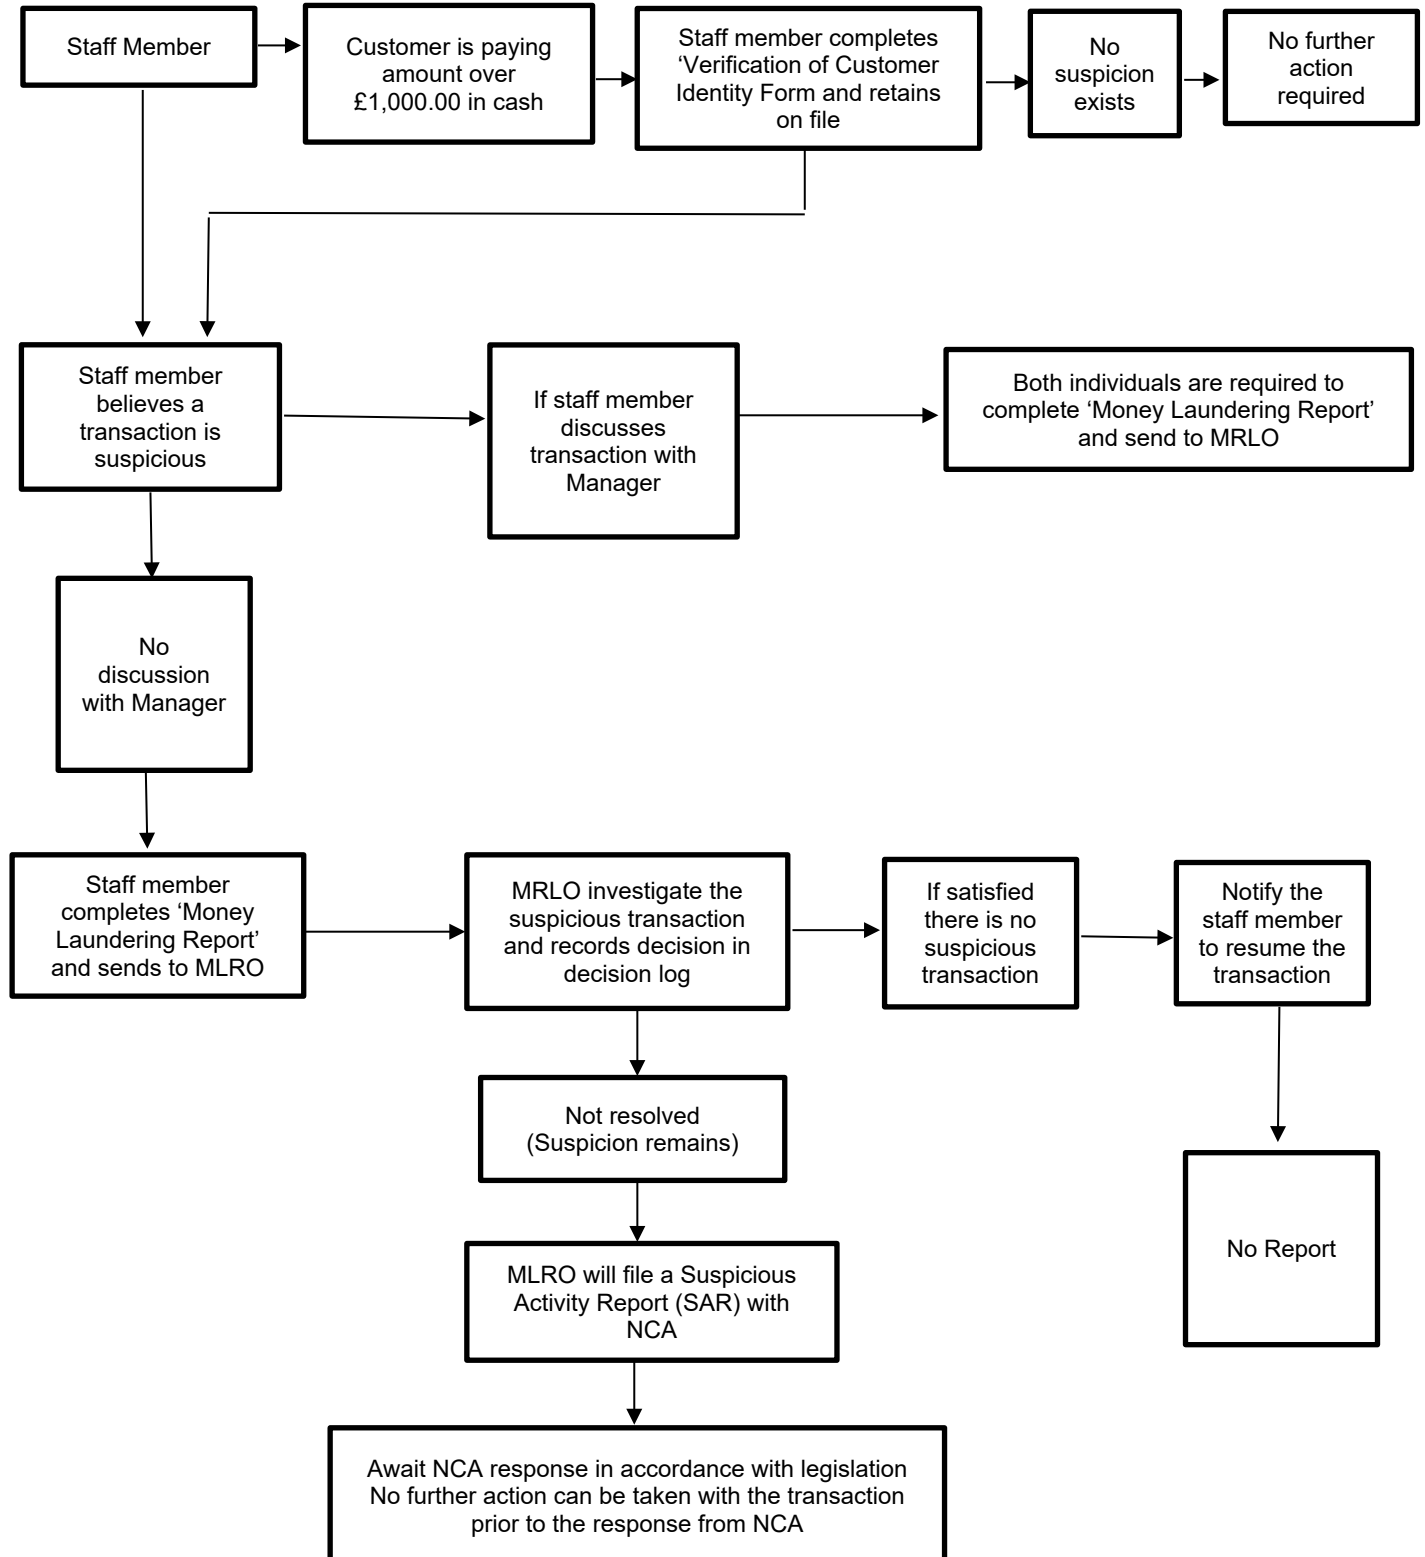 Staff Member
Customer is paying
amount over
£1,000.00 in cash
Staff member completes
‘Verification of Customer
Identity Form and retains
on file
No
suspicion
exists
No further
action
required
Staff member
believes a
transaction is
suspicious
If staff member
discusses
transaction with
Manager
Both individuals are required to
complete ‘Money Laundering Report’
and send to MRLO
No
discussion
with Manager
Staff member
completes ‘Money
Laundering Report’
and sends to MLRO
MRLO investigate the
suspicious transaction
and records decision in
decision log
If satisfied
there is no
suspicious
transaction
Notify the
staff member
to resume the
transaction
Not resolved
(Suspicion remains)
No Report
MLRO will file a Suspicious
Activity Report (SAR) with
NCA
Await NCA response in accordance with legislation
No further action can be taken with the transaction
prior to the response from NCA